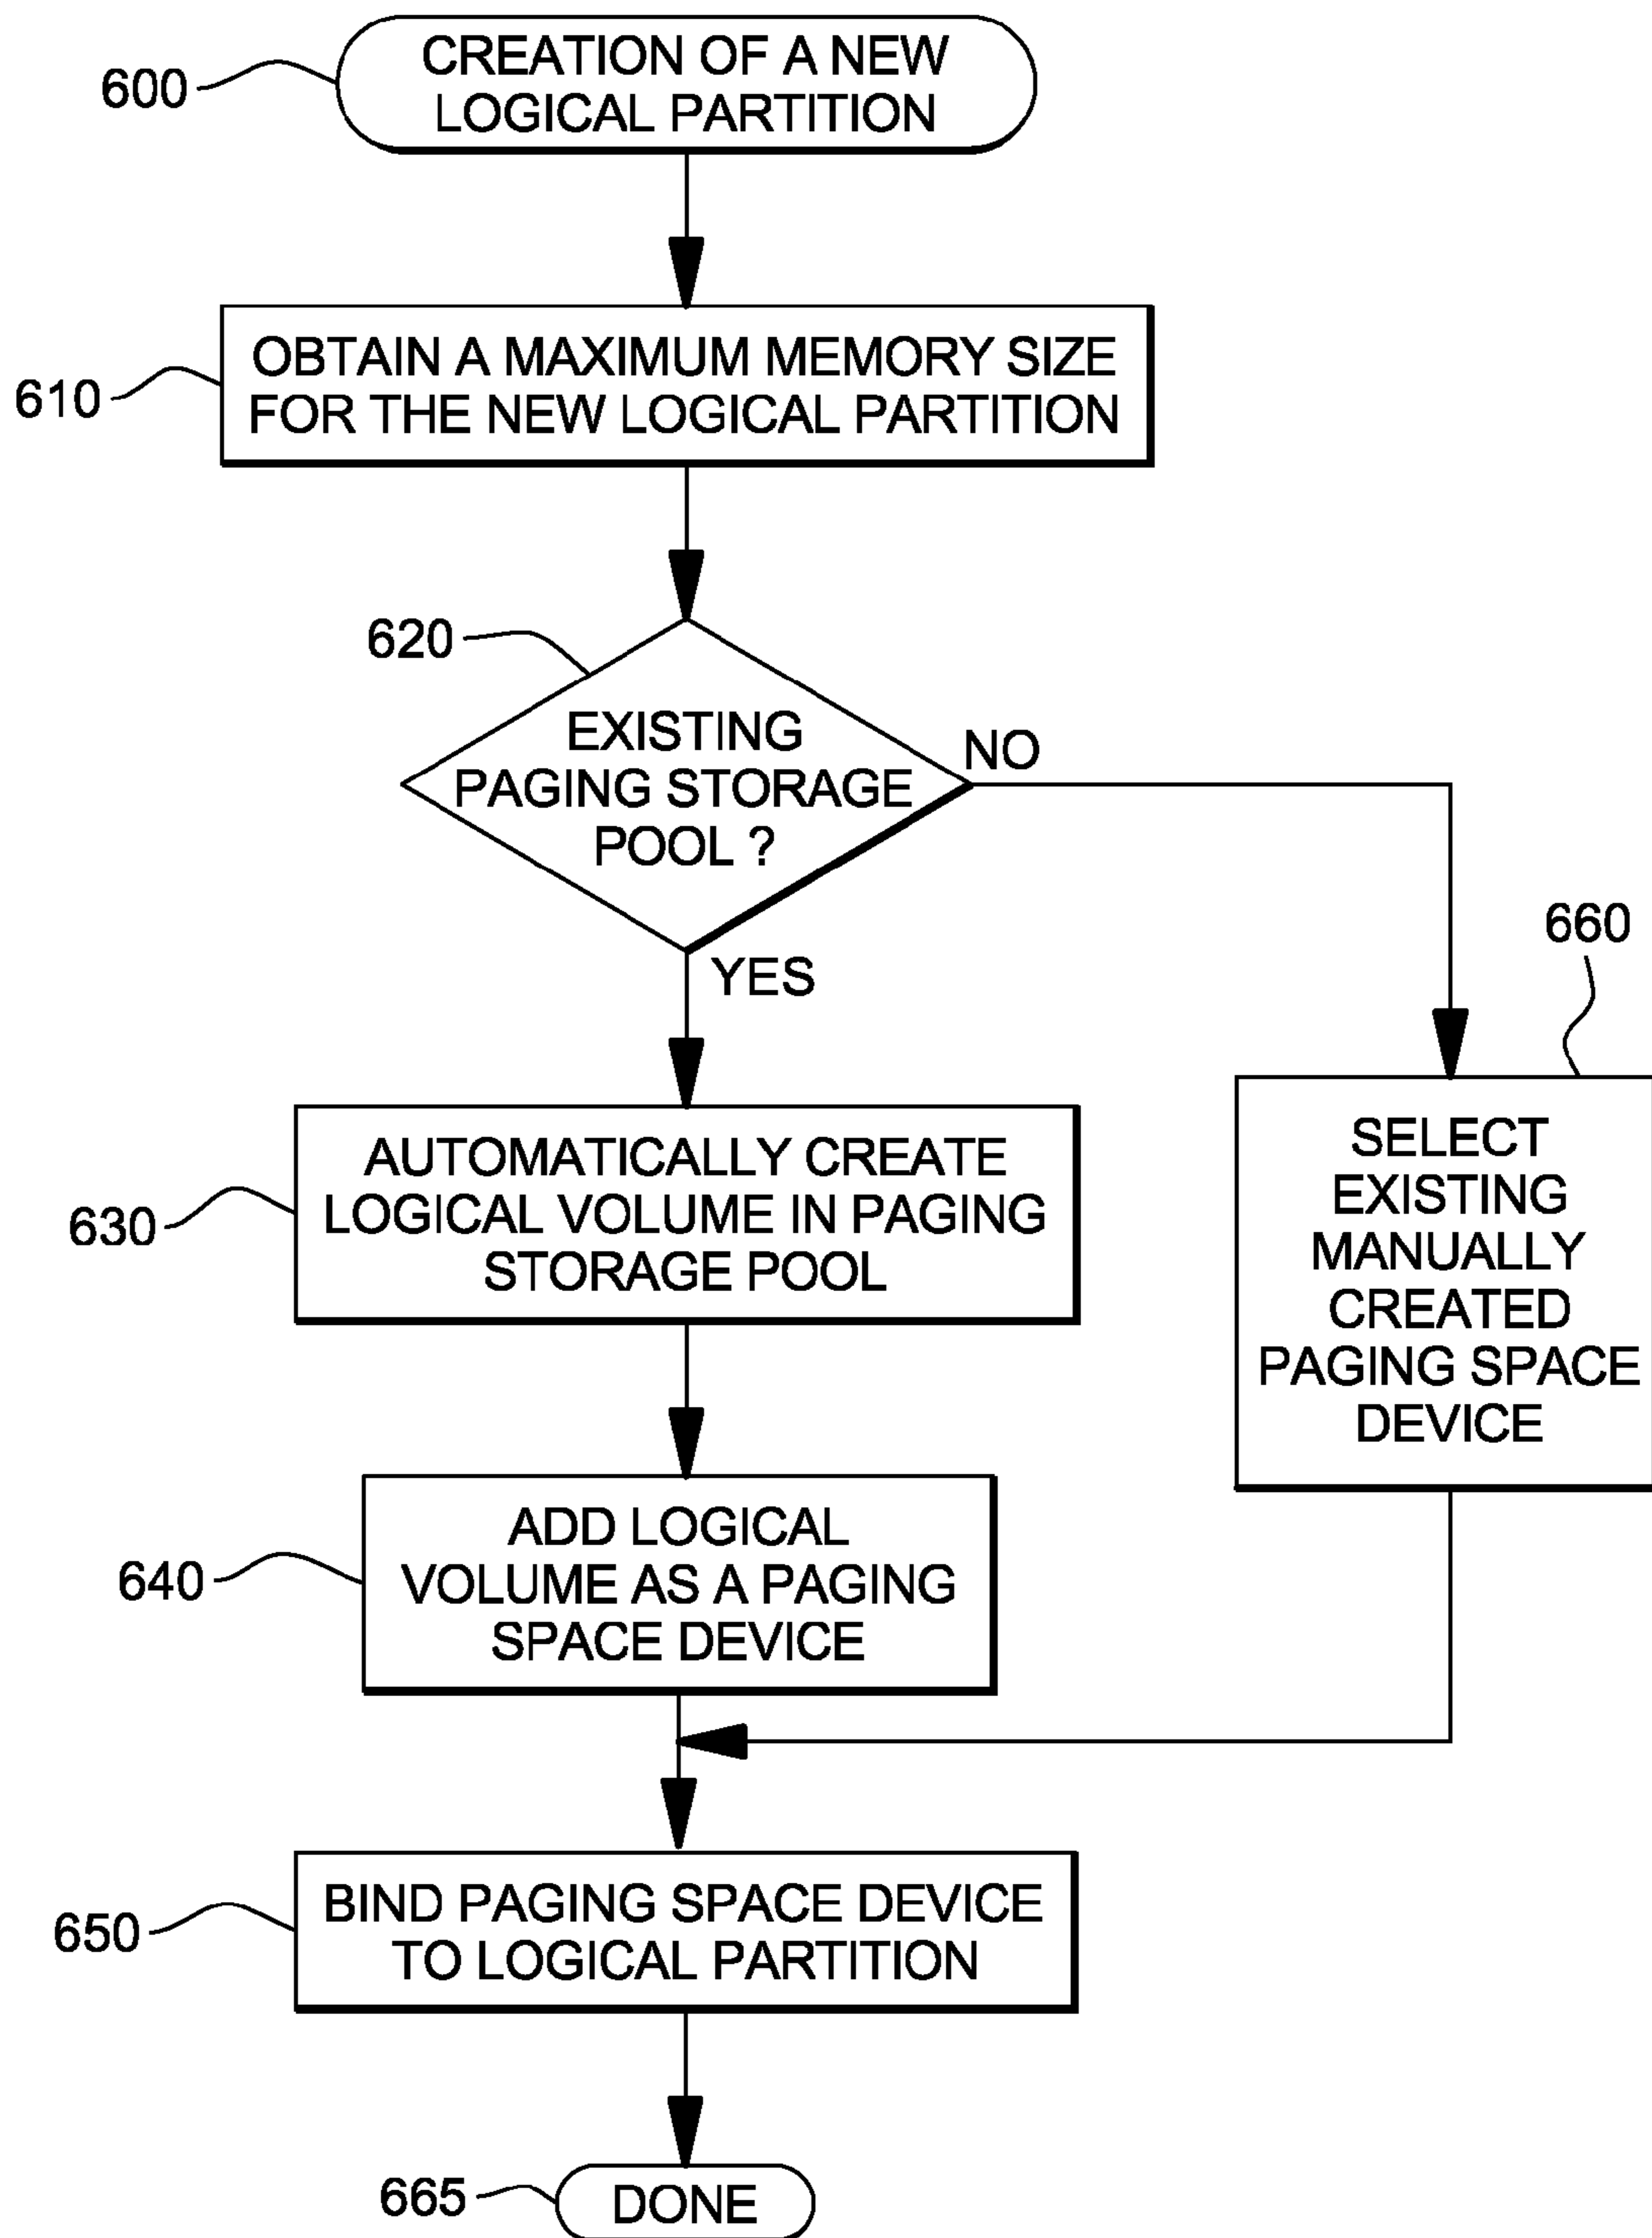 600
CREATION OF A NEW
LOGICAL PARTITION
610
OBTAIN A MAXIMUM MEMORY SIZE
FOR THE NEW LOGICAL PARTITION
620
EXISTING
PAGING STORAGE
POOL ?
NO
YES
660
SELECT
EXISTING
MANUALLY
CREATED
PAGING SPACE
DEVICE
630
AUTOMATICALLY CREATE
LOGICAL VOLUME IN PAGING
STORAGE POOL
640
ADD LOGICAL
VOLUME AS A PAGING
SPACE DEVICE
650
BIND PAGING SPACE DEVICE
TO LOGICAL PARTITION
665
DONE